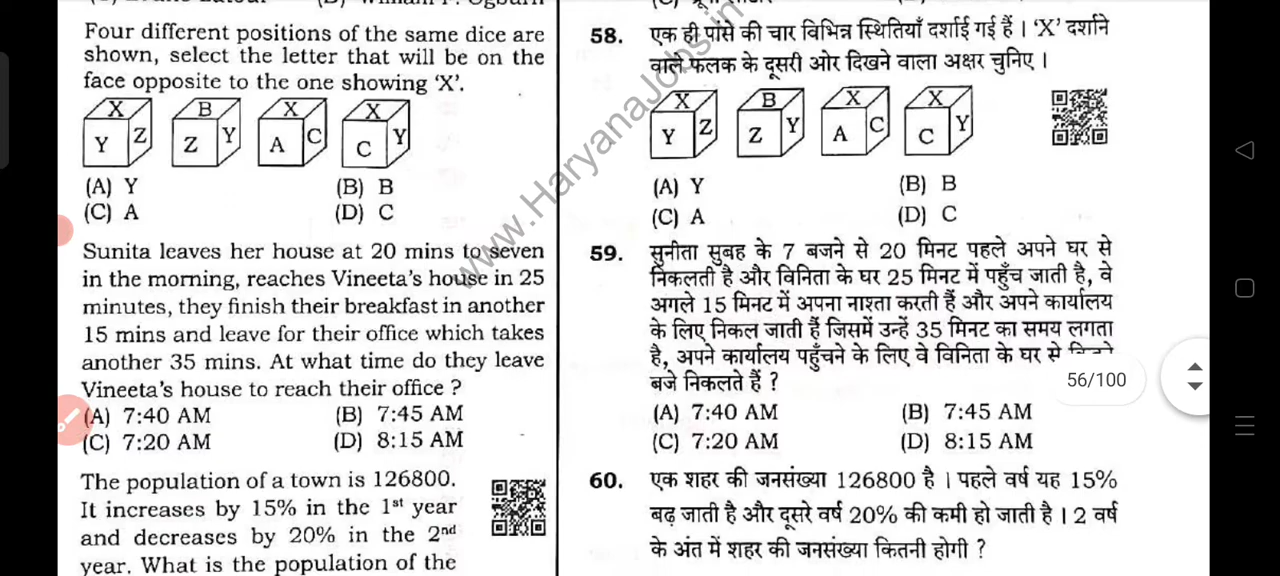 Four different positions of the same dice are
shown, select the letter that will be on the
face opposite to the one showing 'X'.
X Y Z
B Z Y
X A C
X C Y
(A) Y (B) B
(C) A (D) C
Sunita leaves her house at 20 mins to seven
in the morning, reaches Vineeta's house in 25
minutes, they finish their breakfast in another
15 mins and leave for their office which takes
another 35 mins. At what time do they leave
Vineeta's house to reach their office ?
(A) 7:40 AM (B) 7:45 AM
(C) 7:20 AM (D) 8:15 AM
The population of a town is 126800.
It increases by 15% in the 1st year
and decreases by 20% in the 2nd
year. What is the population of the
58. एक ही पांसे की चार विभिन्न स्थितियाँ दर्शाई गई हैं । 'X' दर्शाने
वाले फलक के दूसरी ओर दिखने वाला अक्षर चुनिए ।
X Y Z
B Z Y
X A C
X C Y
(A) Y (B) B
(C) A (D) C
59. सुनीता सुबह के 7 बजने से 20 मिनट पहले अपने घर से
निकलती है और विनिता के घर 25 मिनट में पहुँच जाती है, वे
अगले 15 मिनट में अपना नाश्ता करती हैं और अपने कार्यालय
के लिए निकल जाती हैं जिसमें उन्हें 35 मिनट का समय लगता
है, अपने कार्यालय पहुँचने के लिए वे विनिता के घर से
बजे निकलते हैं ?
(A) 7:40 AM (B) 7:45 AM
(C) 7:20 AM (D) 8:15 AM
60. एक शहर की जनसंख्या 126800 है । पहले वर्ष यह 15%
बढ़ जाती है और दूसरे वर्ष 20% की कमी हो जाती है । 2 वर्ष
के अंत में शहर की जनसंख्या कितनी होगी ?
www.HaryanaJobs.in
56/100